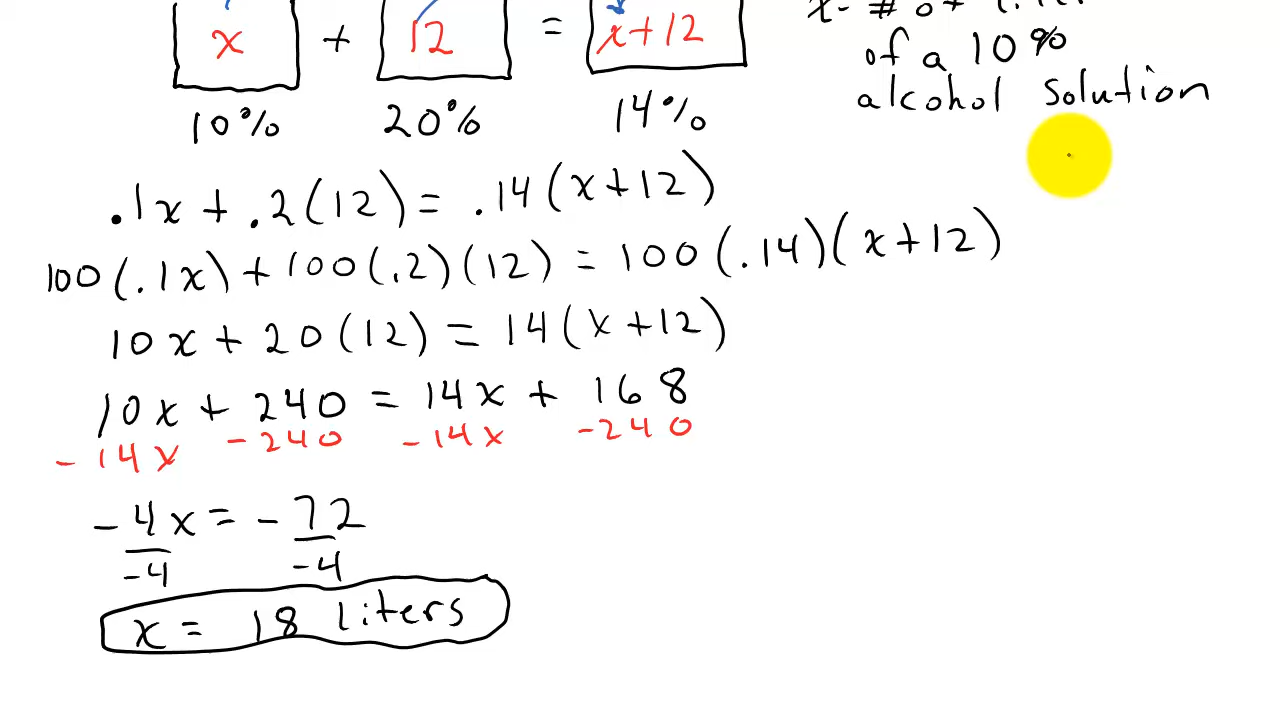 x + 12 = x+12
10% 20% 14%
x- # of liter
of a 10%
alcohol solution
.1x + .2(12) = .14(x+12)
100(.1x) + 100(.2)(12) = 100(.14)(x+12)
10x + 20(12) = 14(x+12)
10x + 240 = 14x + 168
-14x -240 -14x -240
-4x = -72
-4 -4
x = 18 liters